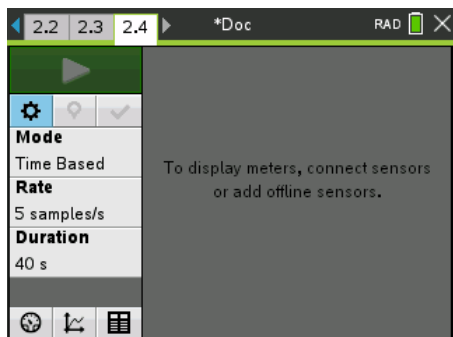 2.2 2.3 2.4 *Doc RAD
Mode
Time Based
Rate
5 samples/s
Duration
40 s
To display meters, connect sensors
or add offline sensors.